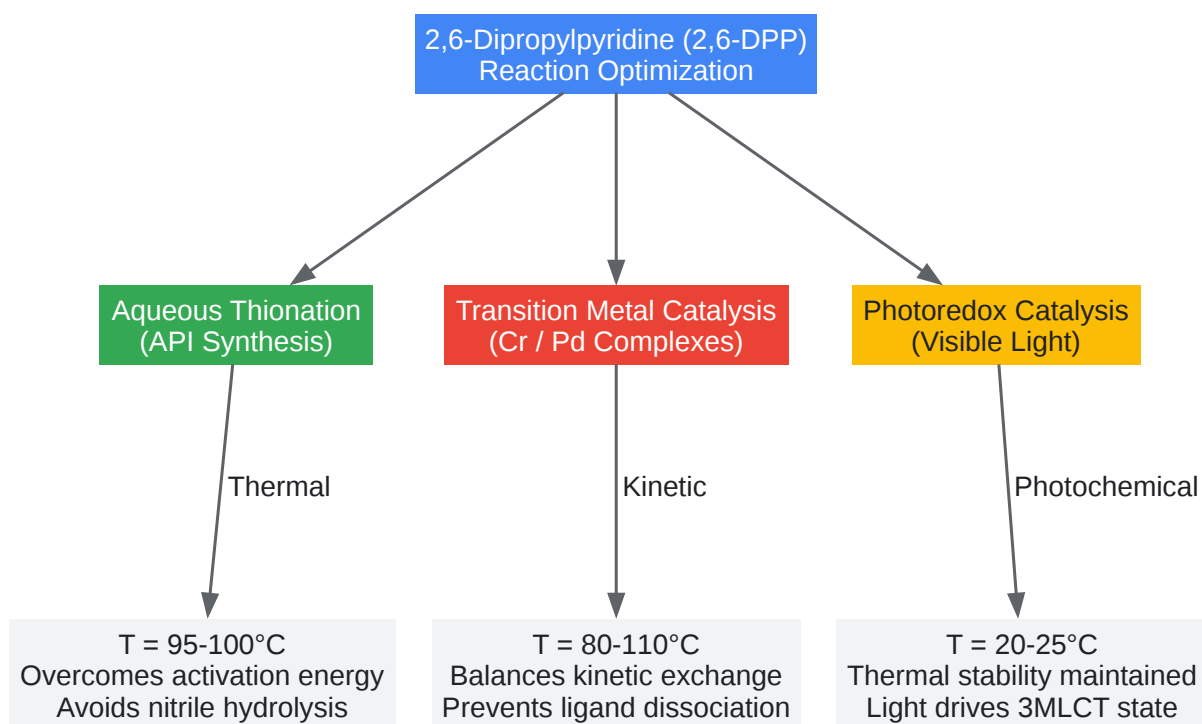 2,6-Dipropylpyridine (2,6-DPP)
Reaction Optimization
Aqueous Thionation
(API Synthesis)
Transition Metal Catalysis
(Cr / Pd Complexes)
Photoredox Catalysis
(Visible Light)
Thermal
Kinetic
Photochemical
T = 95-100°C
Overcomes activation energy
Avoids nitrile hydrolysis
T = 80-110°C
Balances kinetic exchange
Prevents ligand dissociation
T = 20-25°C
Thermal stability maintained
Light drives 3MLCT state